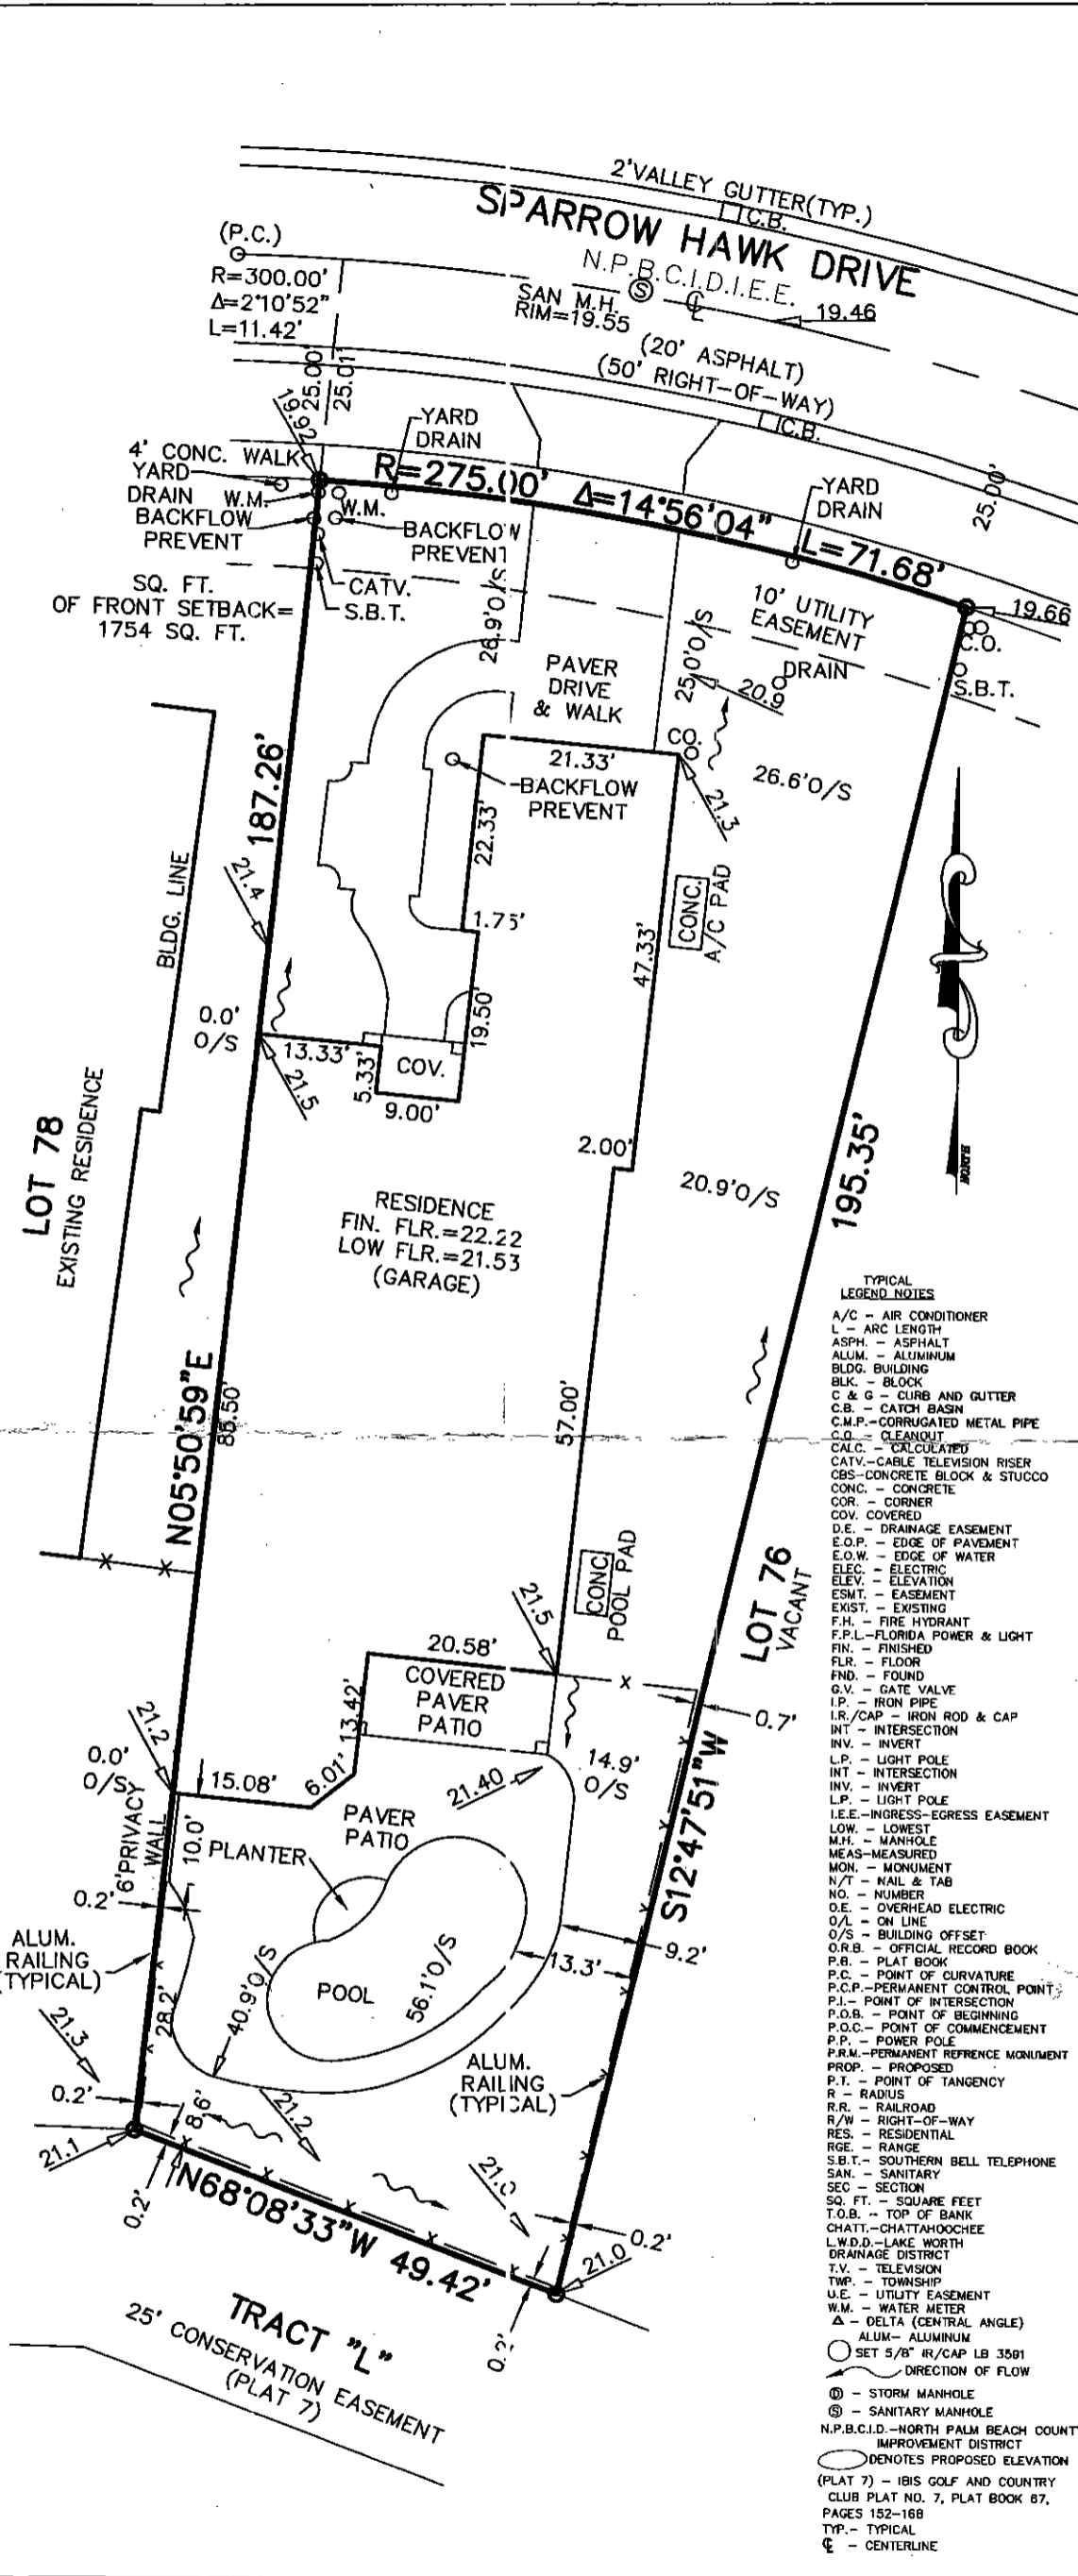 2'VALLEY GUTTER(TYP.)
C.B.
SPARROW HAWK DRIVE
N.P.B.C.I.D.I.E.E.
(P.C.)
R=300.00'
Δ=2°10'52"
L=11.42'
SAN M.H.
RIM=19.55
S
℄
19.46
(20' ASPHALT)
(50' RIGHT-OF-WAY)
C.B.
25.00'
25.01'
19.92
25.00'
4' CONC. WALK
YARD
DRAIN
W.M.
BACKFLOW
PREVENT
YARD
DRAIN
R=275.00' Δ=14°56'04" L=71.68'
W.M.
BACKFLOW
PREVENT
YARD
DRAIN
CATV.
S.B.T.
SQ. FT.
OF FRONT SETBACK=
1754 SQ. FT.
10' UTILITY
EASEMENT
19.66
C.O.
S.B.T.
26.9'O/S
25.0'O/S
PAVER
DRIVE
& WALK
DRAIN
20.9
CO.
21.33'
BACKFLOW
PREVENT
26.6'O/S
21.3
187.26'
22.33'
21.4
BLDG. LINE
1.75'
CONC.
A/C PAD
47.33'
0.0'
O/S
19.50'
13.33'
21.5
5.33'
COV.
9.00'
LOT 78
EXISTING RESIDENCE
2.00'
20.9'O/S
195.35'
RESIDENCE
FIN. FLR.=22.22
LOW FLR.=21.53
(GARAGE)
N05°50'59"E
57.00'
LOT 76
VACANT
CONC
POOL PAD
21.5
20.58'
COVERED
PAVER
PATIO
13.42'
21.2
0.0'
O/S
15.08'
6.01'
0.7'
14.9'
O/S
21.40
S12°47'51"W
PAVER
PATIO
6'PRIVACY
WALL
10.0'
PLANTER
0.2'
ALUM.
RAILING
(TYPICAL)
9.2'
13.3'
POOL
40.9'O/S
56.1'O/S
28.2'
21.3
0.2'
ALUM.
RAILING
(TYPICAL)
8.6'
21.2
21.1
0.2'
N68°08'33"W 49.42'
0.2'
21.0
0.2'
TRACT "L"
25' CONSERVATION EASEMENT
(PLAT 7)
TYPICAL
LEGEND NOTES
A/C - AIR CONDITIONER
L - ARC LENGTH
ASPH. - ASPHALT
ALUM. - ALUMINUM
BLDG. BUILDING
BLK. - BLOCK
C & G - CURB AND GUTTER
C.B. - CATCH BASIN
C.M.P.-CORRUGATED METAL PIPE
C.O. - CLEANOUT
CALC. - CALCULATED
CATV.-CABLE TELEVISION RISER
CBS-CONCRETE BLOCK & STUCCO
CONC. - CONCRETE
COR. - CORNER
COV. COVERED
D.E. - DRAINAGE EASEMENT
E.O.P. - EDGE OF PAVEMENT
E.O.W. - EDGE OF WATER
ELEC. - ELECTRIC
ELEV. - ELEVATION
ESMT. - EASEMENT
EXIST. - EXISTING
F.H. - FIRE HYDRANT
F.P.L.-FLORIDA POWER & LIGHT
FIN. - FINISHED
FLR. - FLOOR
FND. - FOUND
G.V. - GATE VALVE
I.P. - IRON PIPE
I.R./CAP - IRON ROD & CAP
INT - INTERSECTION
INV. - INVERT
L.P. - LIGHT POLE
INT - INTERSECTION
INV. - INVERT
L.P. - LIGHT POLE
I.E.E.-INGRESS-EGRESS EASEMENT
LOW. - LOWEST
M.H. - MANHOLE
MEAS-MEASURED
MON. - MONUMENT
N/T - NAIL & TAB
NO. - NUMBER
O.E. - OVERHEAD ELECTRIC
O/L - ON LINE
O/S - BUILDING OFFSET
O.R.B. - OFFICIAL RECORD BOOK
P.B. - PLAT BOOK
P.C. - POINT OF CURVATURE
P.C.P.-PERMANENT CONTROL POINT
P.I.- POINT OF INTERSECTION
P.O.B. - POINT OF BEGINNING
P.O.C.- POINT OF COMMENCEMENT
P.P. - POWER POLE
P.R.M.-PERMANENT REFRENCE MONUMENT
PROP. - PROPOSED
P.T. - POINT OF TANGENCY
R - RADIUS
R.R. - RAILROAD
R/W - RIGHT-OF-WAY
RES. - RESIDENTIAL
RGE. - RANGE
S.B.T.- SOUTHERN BELL TELEPHONE
SAN. - SANITARY
SEC - SECTION
SQ. FT. - SQUARE FEET
T.O.B. - TOP OF BANK
CHATT.-CHATTAHOOCHEE
L.W.D.D.-LAKE WORTH
DRAINAGE DISTRICT
T.V. - TELEVISION
TWP. - TOWNSHIP
U.E. - UTILITY EASEMENT
W.M. - WATER METER
Δ - DELTA (CENTRAL ANGLE)
ALUM- ALUMINUM
SET 5/8" IR/CAP LB 3591
DIRECTION OF FLOW
D - STORM MANHOLE
S - SANITARY MANHOLE
N.P.B.C.I.D.-NORTH PALM BEACH COUNT
IMPROVEMENT DISTRICT
DENOTES PROPOSED ELEVATION
(PLAT 7) - IBIS GOLF AND COUNTRY
CLUB PLAT NO. 7, PLAT BOOK 67,
PAGES 152-168
TYP.- TYPICAL
℄ - CENTERLINE